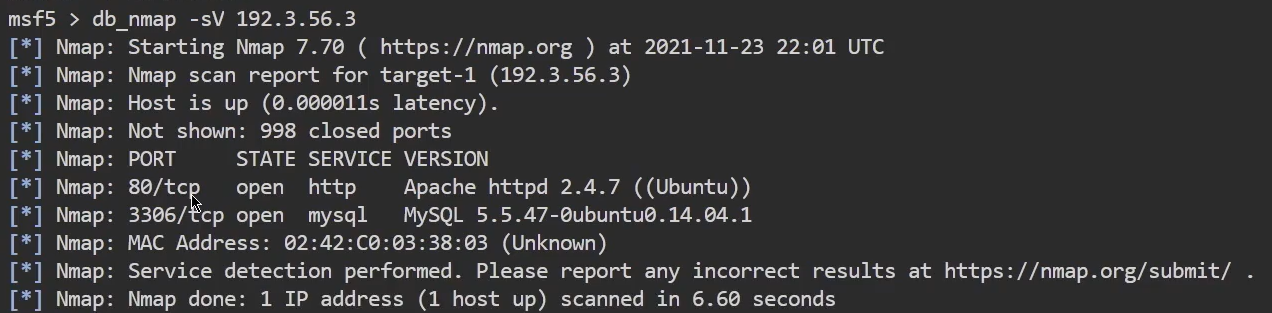 msf5 > db_nmap -sV 192.3.56.3
[*] Nmap: Starting Nmap 7.70 ( https://nmap.org ) at 2021-11-23 22:01 UTC
[*] Nmap: Nmap scan report for target-1 (192.3.56.3)
[*] Nmap: Host is up (0.000011s latency).
[*] Nmap: Not shown: 998 closed ports
[*] Nmap: PORT     STATE SERVICE VERSION
[*] Nmap: 80/tcp   open  http    Apache httpd 2.4.7 ((Ubuntu))
[*] Nmap: 3306/tcp open  mysql   MySQL 5.5.47-0ubuntu0.14.04.1
[*] Nmap: MAC Address: 02:42:C0:03:38:03 (Unknown)
[*] Nmap: Service detection performed. Please report any incorrect results at https://nmap.org/submit/ .
[*] Nmap: Nmap done: 1 IP address (1 host up) scanned in 6.60 seconds